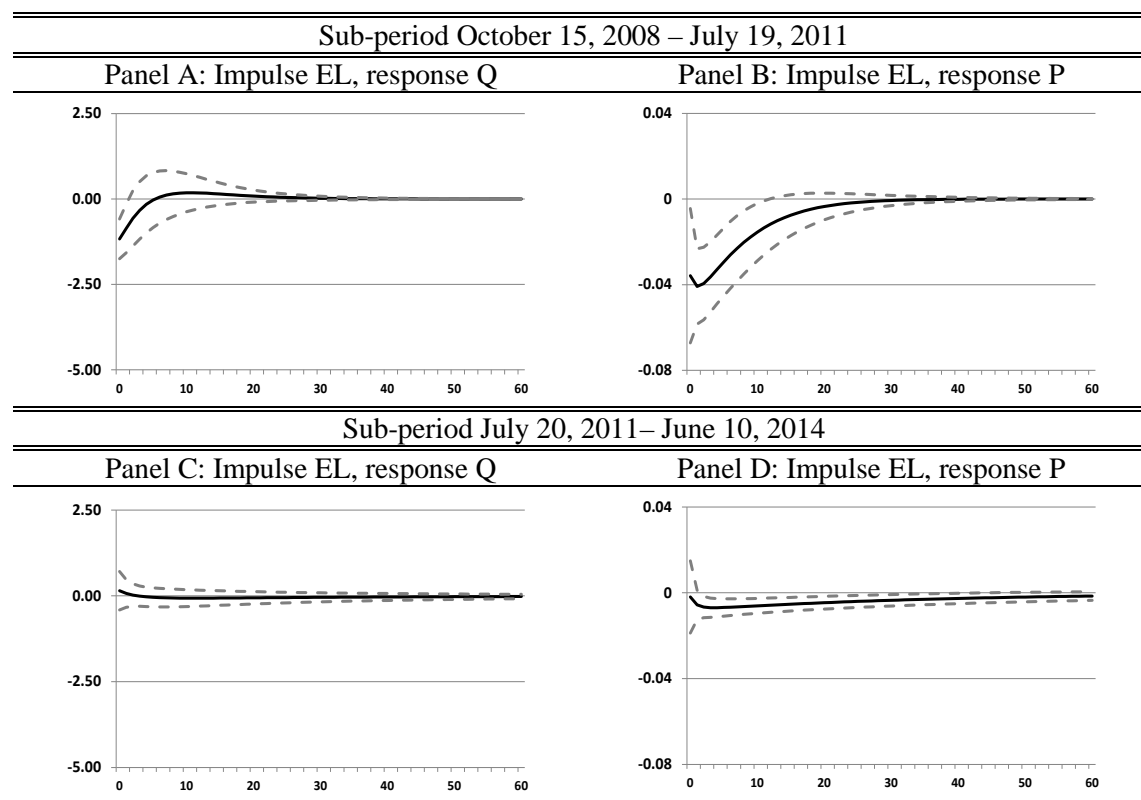 Sub-period October 15, 2008 – July 19, 2011
Panel A: Impulse EL, response Q
Panel B: Impulse EL, response P
2.50
0.00
-2.50
-5.00
0 10 20 30 40 50 60
0.04
0
-0.04
-0.08
0 10 20 30 40 50 60
Sub-period July 20, 2011– June 10, 2014
Panel C: Impulse EL, response Q
Panel D: Impulse EL, response P
2.50
0.00
-2.50
-5.00
0 10 20 30 40 50 60
0.04
0
-0.04
-0.08
0 10 20 30 40 50 60